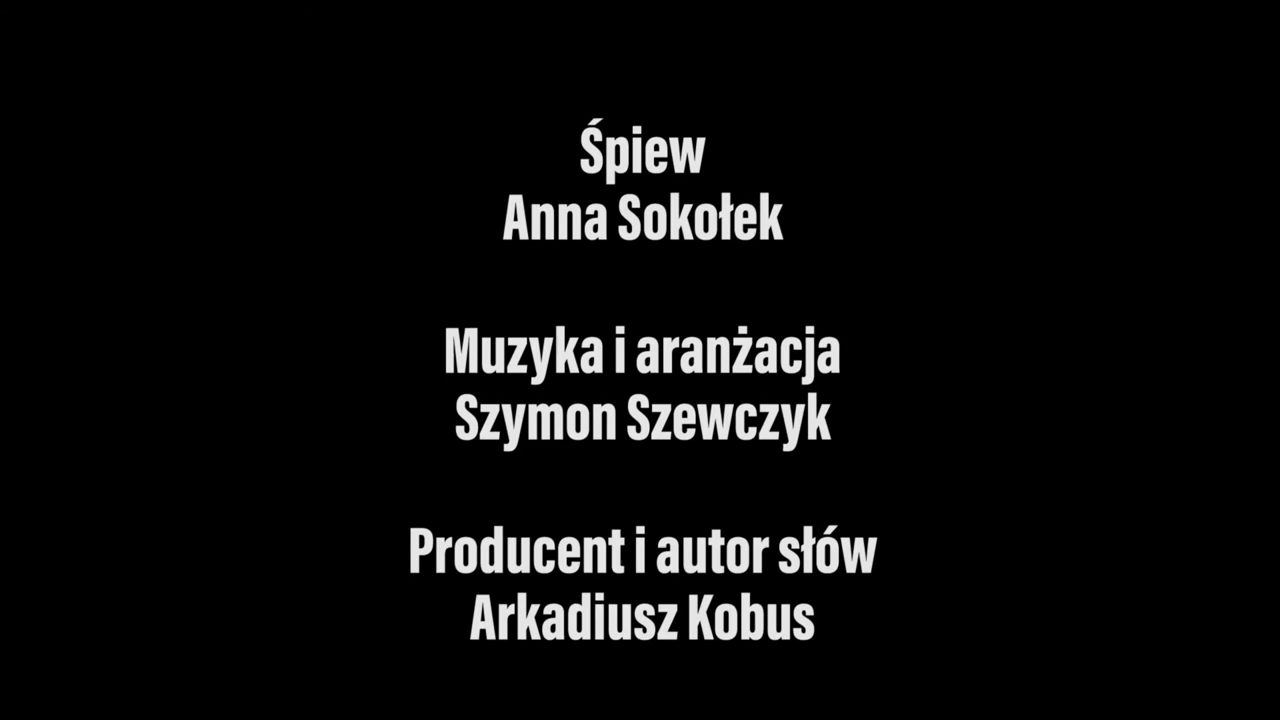 Śpiew
Anna Sokołek
Muzyka i aranżacja
Szymon Szewczyk
Producent i autor słów
Arkadiusz Kobus